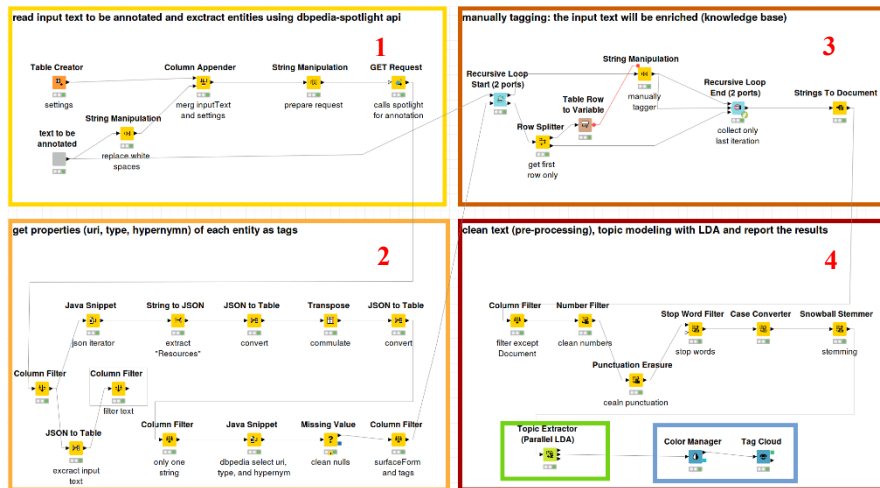 read input text to be annotated and exctract entities using dbpedia-spotlight api
1
Table Creator
settings
Column Appender
merg inputText
and settings
String Manipulation
prepare request
GET Request
calls spotlight
for annotation
String Manipulation
replace white
spaces
text to be
annotated
manually tagging: the input text will be enriched (knowledge base)
3
String Manipulation
manually
tagger
Recursive Loop
Start (2 ports)
Table Row
to Variable
Row Splitter
get first
row only
Recursive Loop
End (2 ports)
collect only
last iteration
Strings To Document
get properties (uri, type, hypernymn) of each entity as tags
2
Java Snippet
json iterator
String to JSON
extract
"Resources"
JSON to Table
convert
Transpose
commulate
JSON to Table
convert
Column Filter
Column Filter
filter text
JSON to Table
excract input
text
Column Filter
only one
string
Java Snippet
dbpedia select uri,
type, and hypernym
Missing Value
clean nulls
Column Filter
surfaceForm
and tags
clean text (pre-processing), topic modeling with LDA and report the results
4
Column Filter
filter except
Document
Number Filter
clean numbers
Punctuation Erasure
cealn punctuation
Stop Word Filter
stop words
Case Converter
Snowball Stemmer
stemming
Topic Extractor
(Parallel LDA)
Color Manager
Tag Cloud